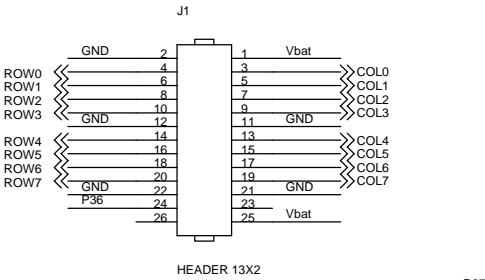 J1
GND 2 1 Vbat
ROW0 4 3 COL0
ROW1 6 5 COL1
ROW2 8 7 COL2
ROW3 10 9 COL3
GND 12 11 GND
ROW4 14 13 COL4
ROW5 16 15 COL5
ROW6 18 17 COL6
ROW7 20 19 COL7
GND 22 21 GND
P36 24 23
26 25 Vbat
HEADER 13X2